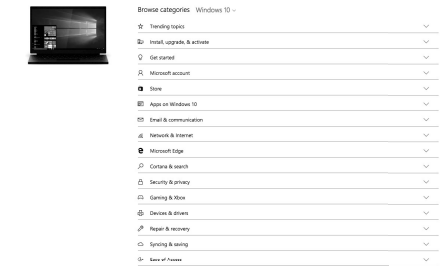 Browse categories Windows 10
Trending topics
Install, upgrade, & activate
Get started
Microsoft account
Store
Apps on Windows 10
Email & communication
Network & Internet
Microsoft Edge
Cortana & search
Security & privacy
Gaming & Xbox
Devices & drivers
Repair & recovery
Syncing & saving